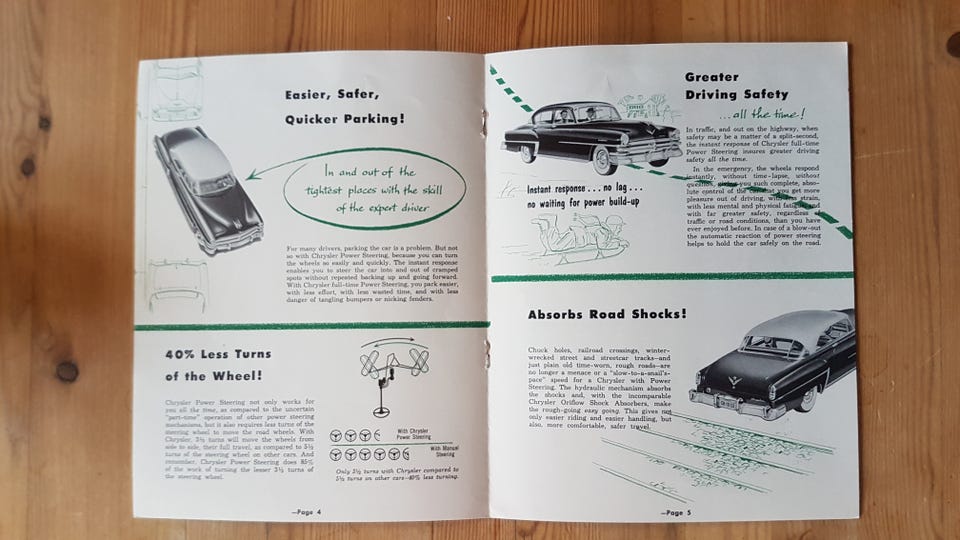 Easier, Safer,
Quicker Parking!
In and out of the
tightest places with the skill
of the expert driver
For many drivers, parking the car is a problem. But not
so with Chrysler Power Steering, because you can turn
the wheels so easily and quickly. The instant response
enables you to steer the car into and out of cramped
spots without repeated backing up and going forward.
With Chrysler full-time Power Steering, you park easier,
with less effort, with less wasted time, and with less
danger of tangling bumpers or nicking fenders.
40% Less Turns
of the Wheel!
Chrysler Power Steering not only works for
you all the time, as compared to the uncertain
"part-time" operation of other power steering
mechanisms, but it also requires less turns of the
steering wheel to move the road wheels. With
Chrysler, 3½ turns will move the wheels from
side to side, their full travel, as compared to 5½
turns of the steering wheel on other cars. And
remember, Chrysler Power Steering does 85%
of the work of turning the lesser 3½ turns of
the steering wheel.
With Chrysler
Power Steering
With Manual
Steering
Only 3½ turns with Chrysler compared to
5½ turns on other cars—40% less turning.
—Page 4
Greater
Driving Safety
...all the time!
In traffic, and out on the highway, when
safety may be a matter of a split-second,
the instant response of Chrysler full-time
Power Steering insures greater driving
safety all the time.
In the emergency, the wheels respond
instantly, without time-lapse, without
question, giving you such complete, abso-
lute control of the car that you get more
pleasure out of driving, with less strain,
with less mental and physical fatigue and
with far greater safety, regardless of
traffic or road conditions, than you have
ever enjoyed before. In case of a blow-out
the automatic reaction of power steering
helps to hold the car safely on the road.
Instant response . . . no lag . . .
no waiting for power build-up
Absorbs Road Shocks!
Chuck holes, railroad crossings, winter-
wrecked street and streetcar tracks—and
just plain old time-worn, rough roads—are
no longer a menace or a "slow-to-a-snail's-
pace" speed for a Chrysler with Power
Steering. The hydraulic mechanism absorbs
the shocks and, with the incomparable
Chrysler Oriflow Shock Absorbers, make
the rough-going easy going. This gives not
only easier riding and easier handling, but
also, more comfortable, safer travel.
—Page 5